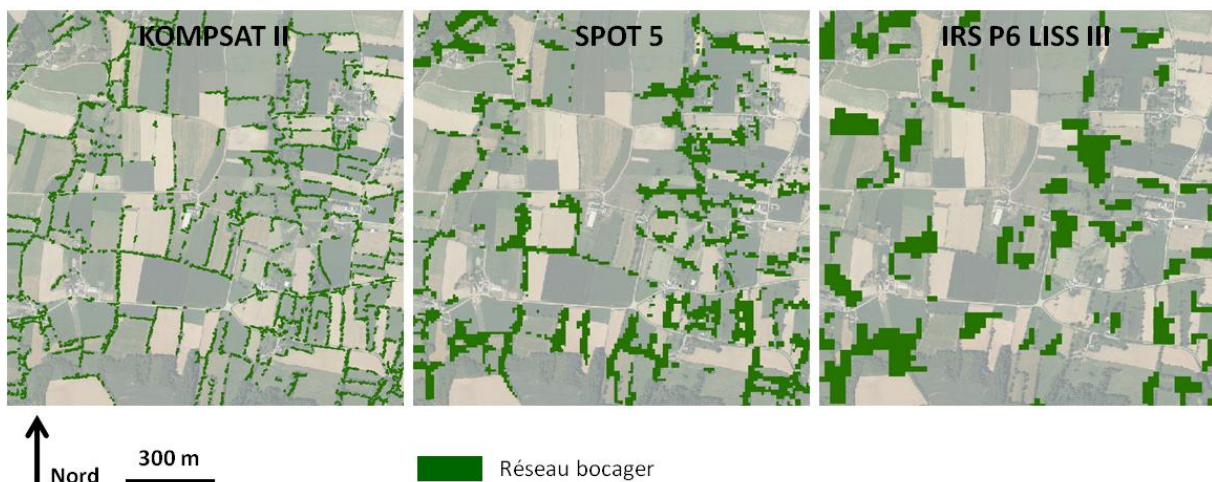 KOMPSAT II
SPOT 5
IRS P6 LISS III
Nord
300 m
Réseau bocager